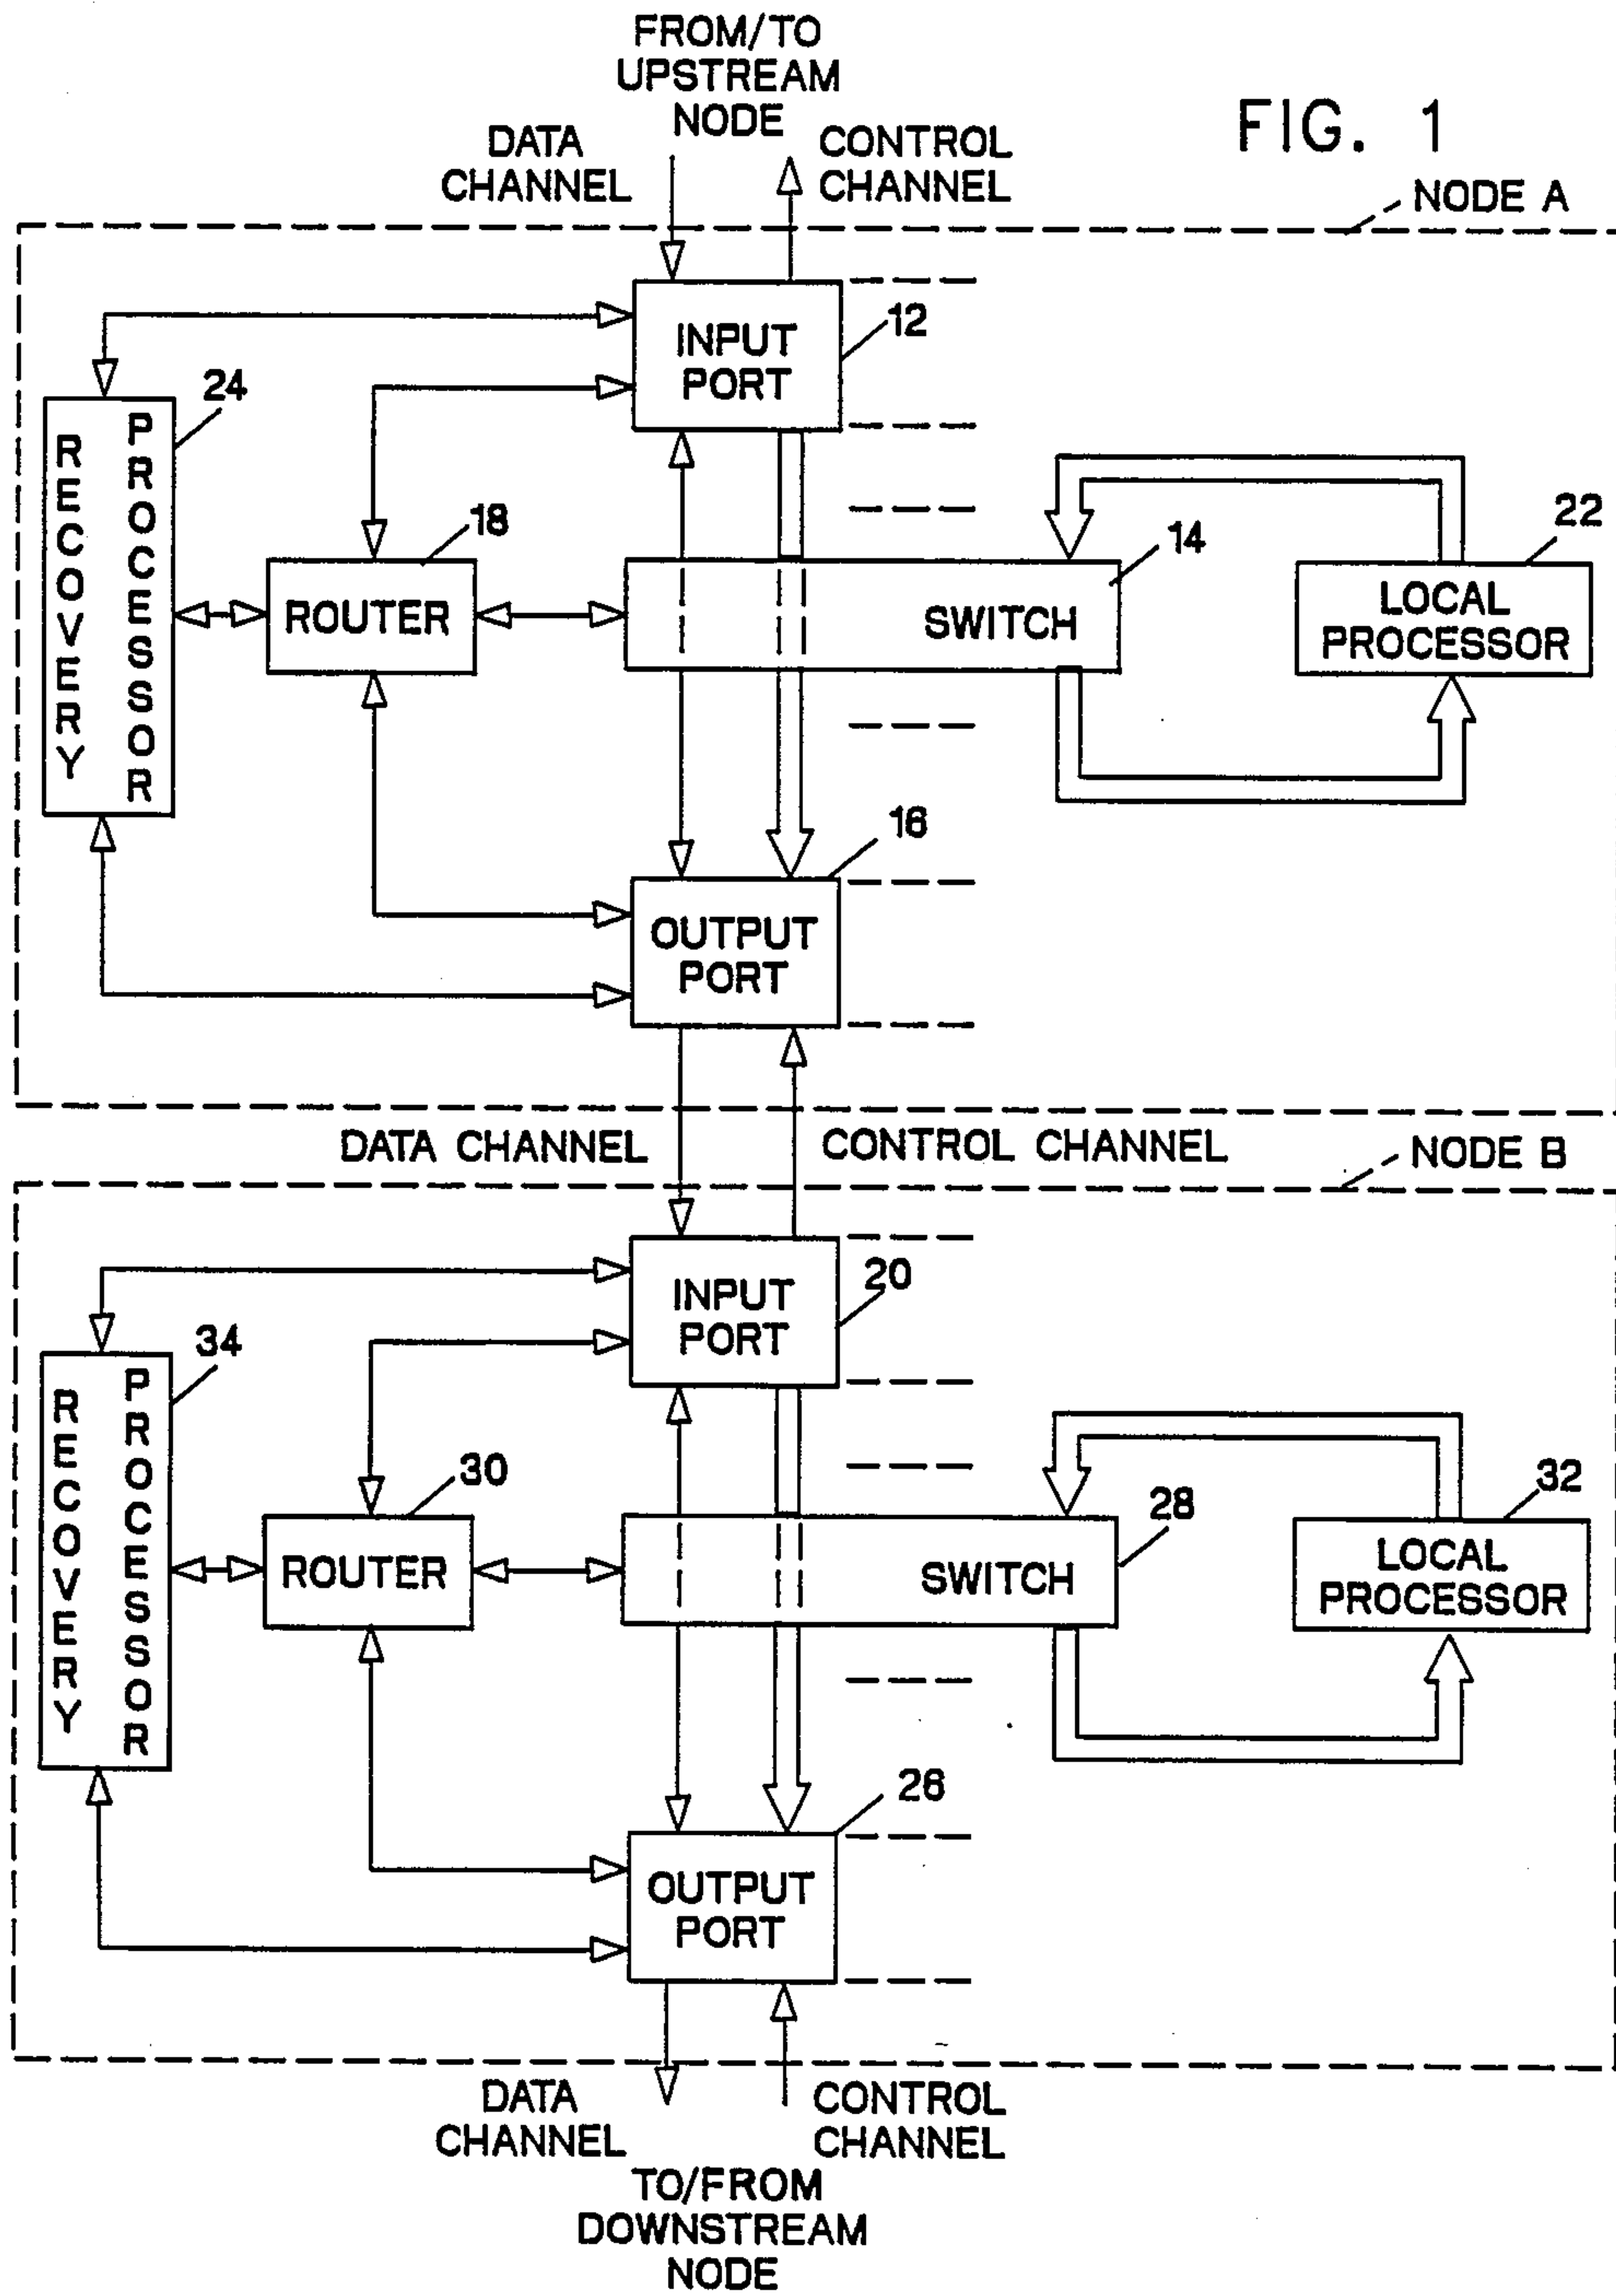 FROM/TO
UPSTREAM
NODE
DATA
CHANNEL
CONTROL
CHANNEL
FIG. 1
NODE A
INPUT
PORT
12
24
RECOVERY
PROCESSOR
18
ROUTER
14
SWITCH
22
LOCAL
PROCESSOR
16
OUTPUT
PORT
DATA CHANNEL
CONTROL CHANNEL
NODE B
INPUT
PORT
20
34
RECOVERY
PROCESSOR
30
ROUTER
28
SWITCH
32
LOCAL
PROCESSOR
26
OUTPUT
PORT
DATA
CHANNEL
CONTROL
CHANNEL
TO/FROM
DOWNSTREAM
NODE